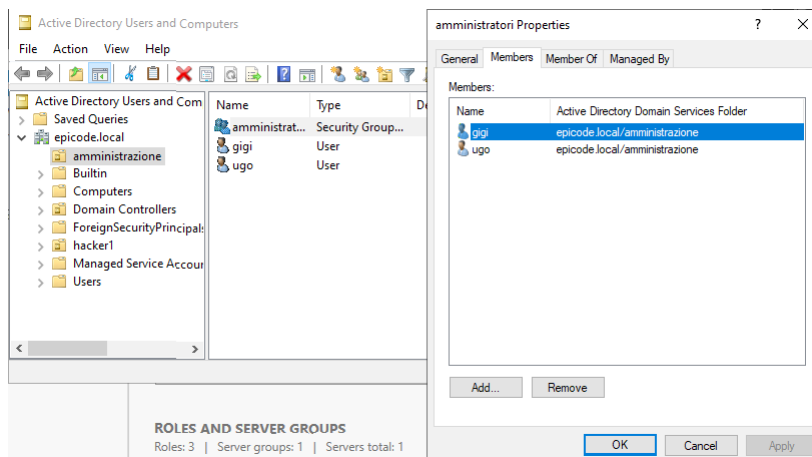 Active Directory Users and Computers
File Action View Help
Active Directory Users and Com
Saved Queries
epicode.local
amministrazione
Builtin
Computers
Domain Controllers
ForeignSecurityPrincipals
hacker1
Managed Service Accour
Users
Name Type De
amministrat... Security Group...
gigi User
ugo User
ROLES AND SERVER GROUPS
Roles: 3 | Server groups: 1 | Servers total: 1
amministratori Properties ? X
General Members Member Of Managed By
Members:
Name Active Directory Domain Services Folder
gigi epicode.local/amministrazione
ugo epicode.local/amministrazione
Add... Remove
OK Cancel Apply